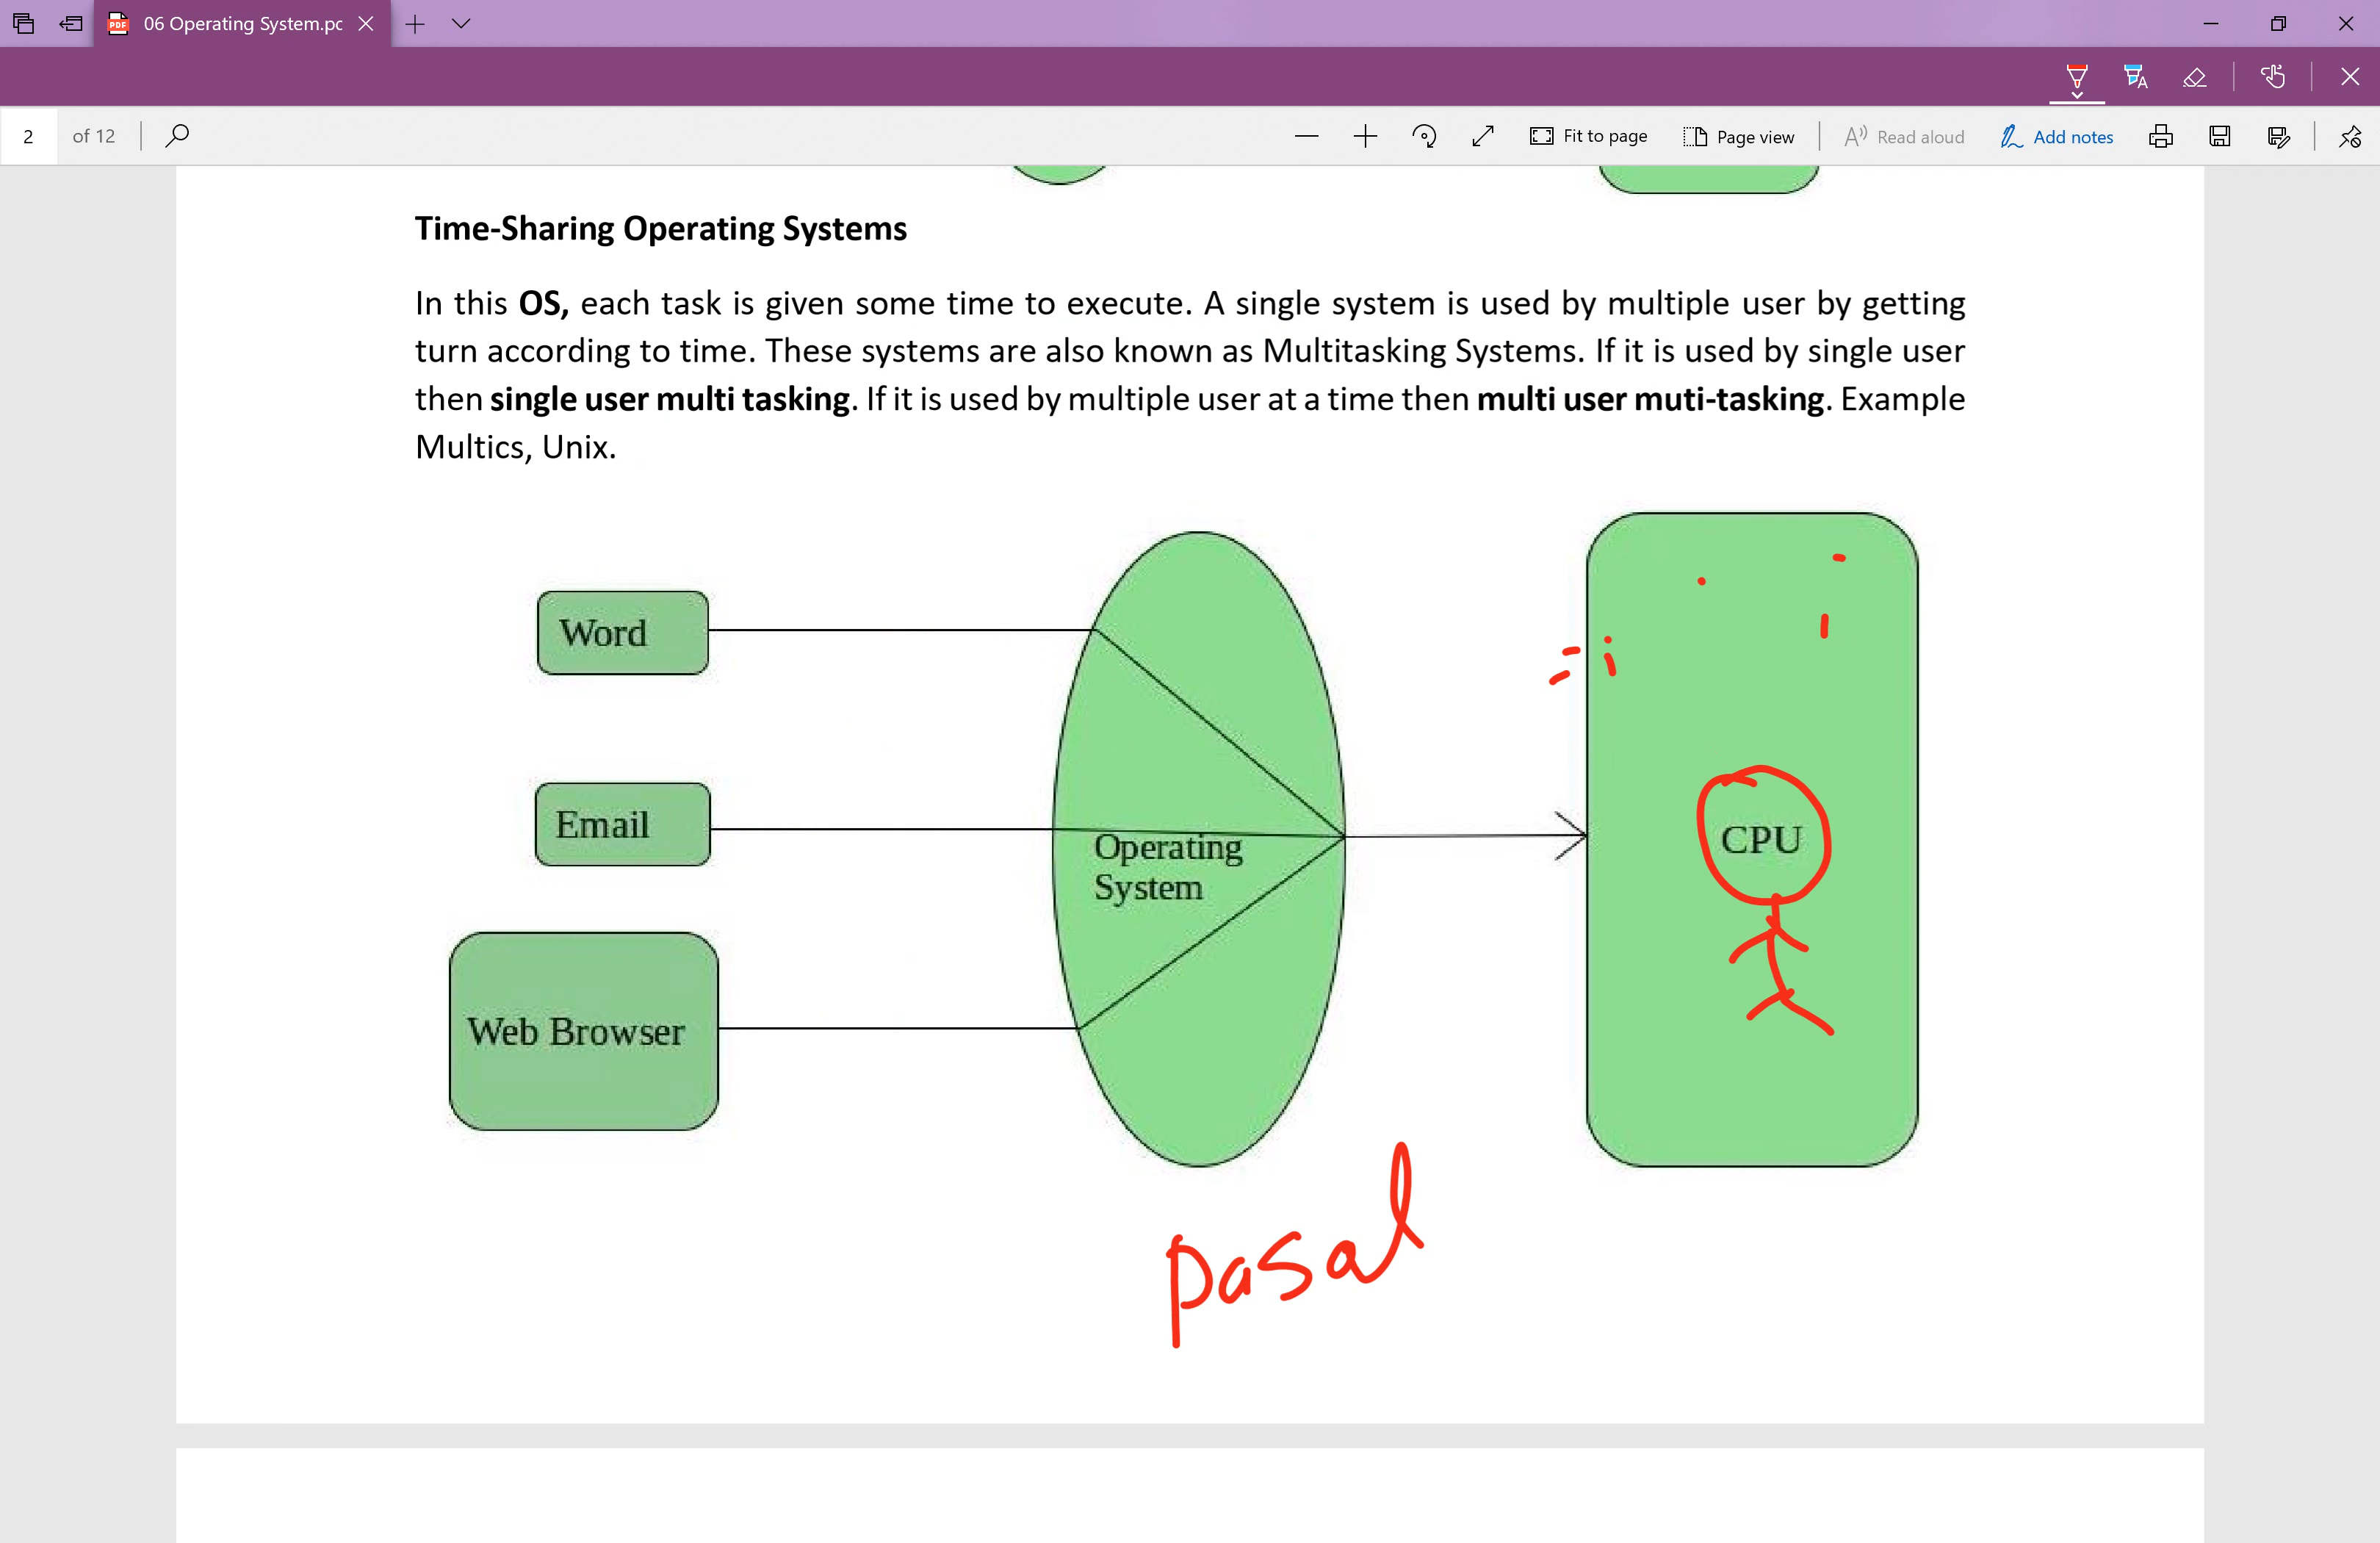 06 Operating System.pc
2 of 12
Fit to page
Page view
Read aloud
Add notes
Time-Sharing Operating Systems
In this OS, each task is given some time to execute. A single system is used by multiple user by getting
turn according to time. These systems are also known as Multitasking Systems. If it is used by single user
then single user multi tasking. If it is used by multiple user at a time then multi user muti-tasking. Example
Multics, Unix.
Word
Email
Operating
System
CPU
Web Browser
pasal